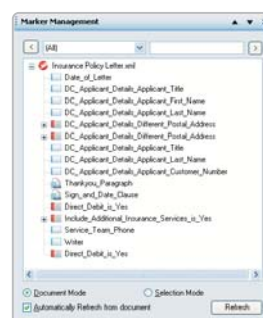 Marker Management
(All)
Insurance Policy Letter.xml
Date_of_Letter
DC_Applicant_Details_Applicant_Title
DC_Applicant_Details_Applicant_First_Name
DC_Applicant_Details_Applicant_Last_Name
DC_Applicant_Details_Different_Postal_Address
DC_Applicant_Details_Different_Postal_Address
DC_Applicant_Details_Applicant_Title
DC_Applicant_Details_Applicant_Last_Name
DC_Applicant_Details_Applicant_Customer_Number
Thankyou_Paragraph
Sign_and_Date_Clause
Direct_Debit_is_Yes
Include_Additional_Insurance_Services_is_Yes
Service_Team_Phone
Writer
Direct_Debit_is_Yes
Document Mode Selection Mode
Automatically Refresh from document Refresh